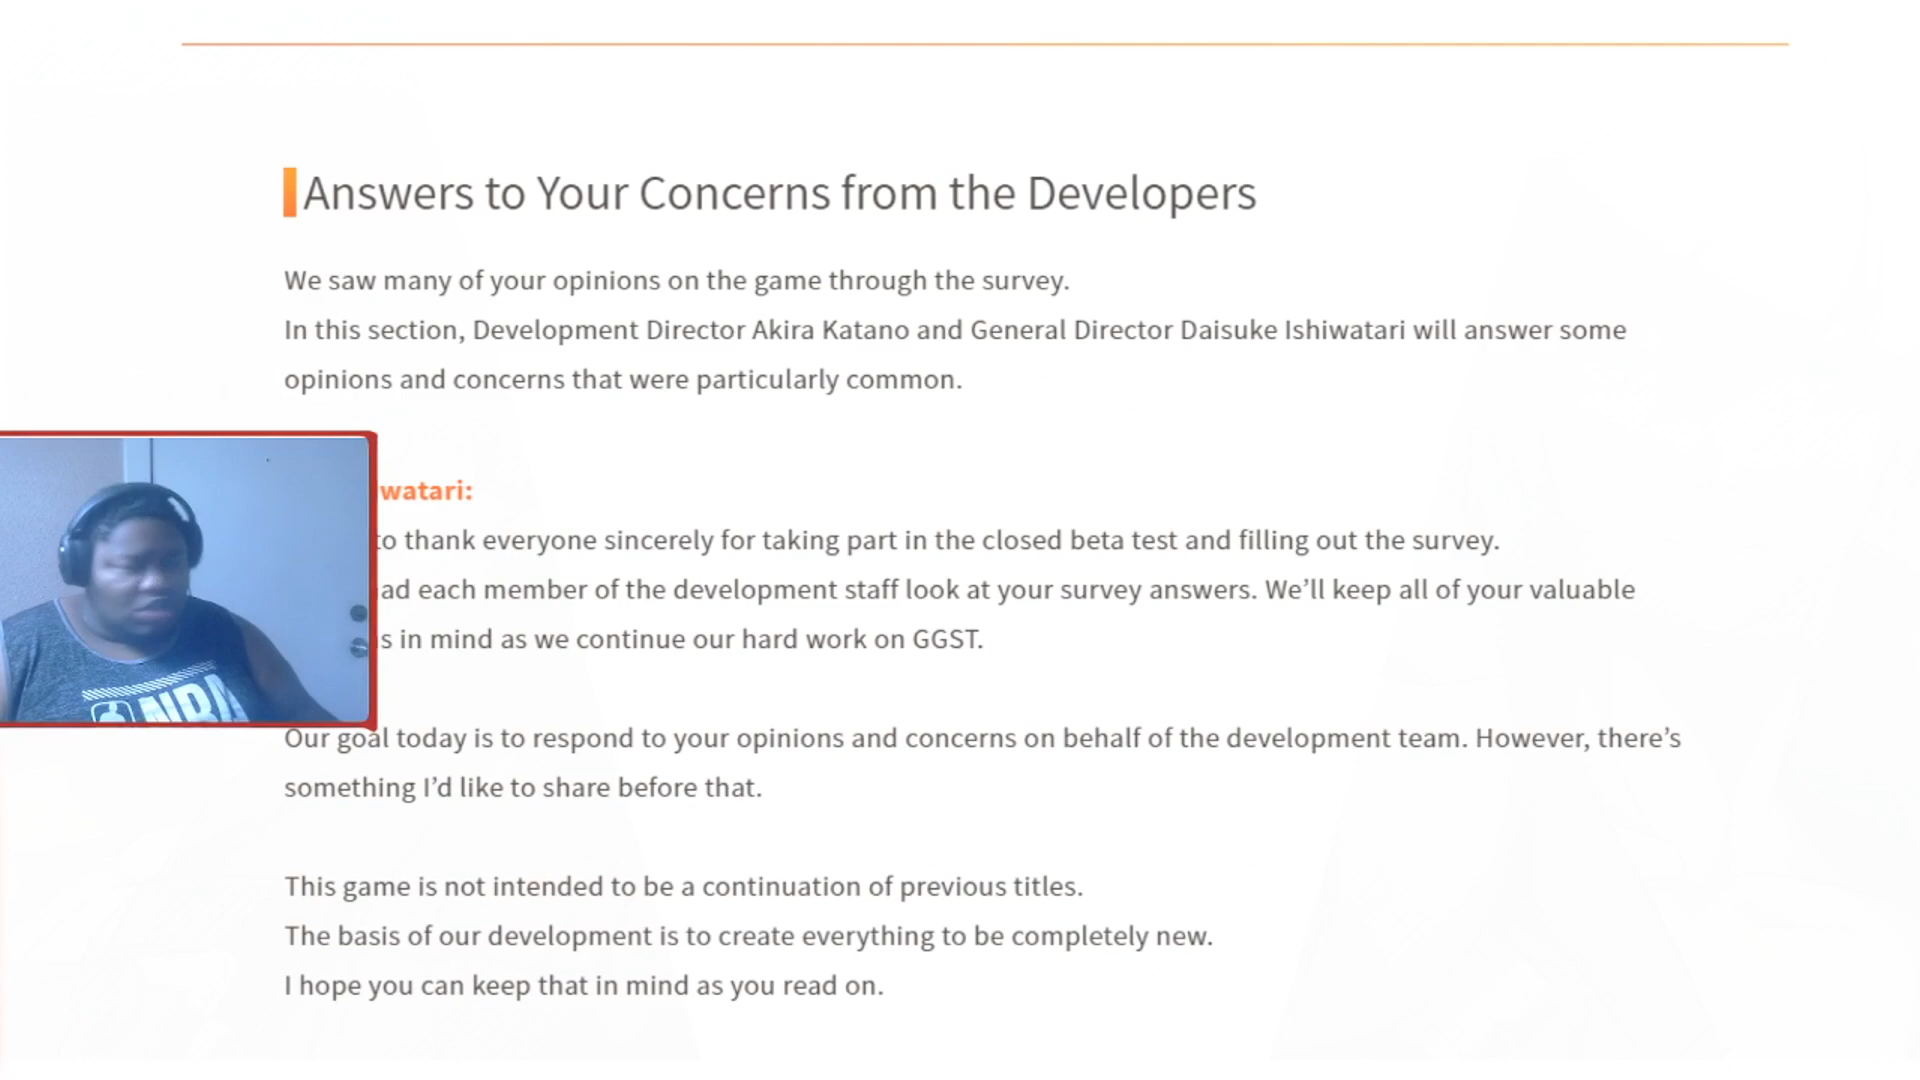 Answers to Your Concerns from the Developers
We saw many of your opinions on the game through the survey.
In this section, Development Director Akira Katano and General Director Daisuke Ishiwatari will answer some
opinions and concerns that were particularly common.
watari:
to thank everyone sincerely for taking part in the closed beta test and filling out the survey.
ad each member of the development staff look at your survey answers. We’ll keep all of your valuable
s in mind as we continue our hard work on GGST.
NBA
Our goal today is to respond to your opinions and concerns on behalf of the development team. However, there’s
something I’d like to share before that.
This game is not intended to be a continuation of previous titles.
The basis of our development is to create everything to be completely new.
I hope you can keep that in mind as you read on.